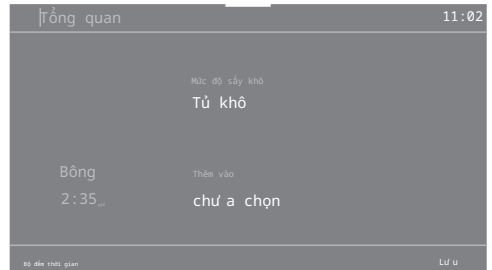 Tổng quan 11:02
Mức độ sấy khô
Tủ khô
Bông
Thêm vào
2:35
chưa chọn
Bộ đếm thời gian
Lưu